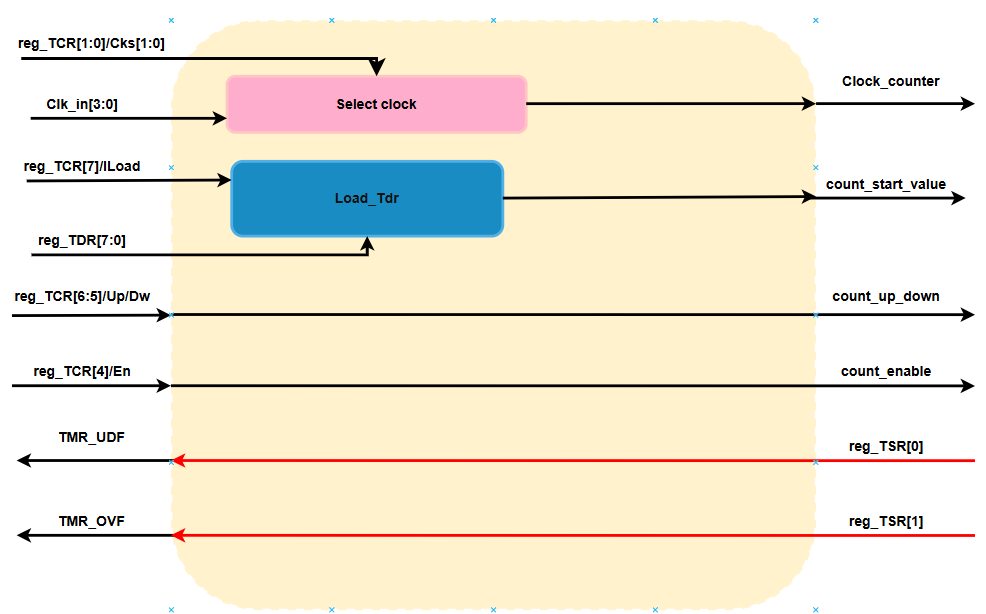 reg_TCR[1:0]/Cks[1:0]
Clk_in[3:0]
Select clock
Clock_counter
reg_TCR[7]/lLoad
Load_Tdr
count_start_value
reg_TDR[7:0]
reg_TCR[6:5]/Up/Dw
count_up_down
reg_TCR[4]/En
count_enable
TMR_UDF
reg_TSR[0]
TMR_OVF
reg_TSR[1]